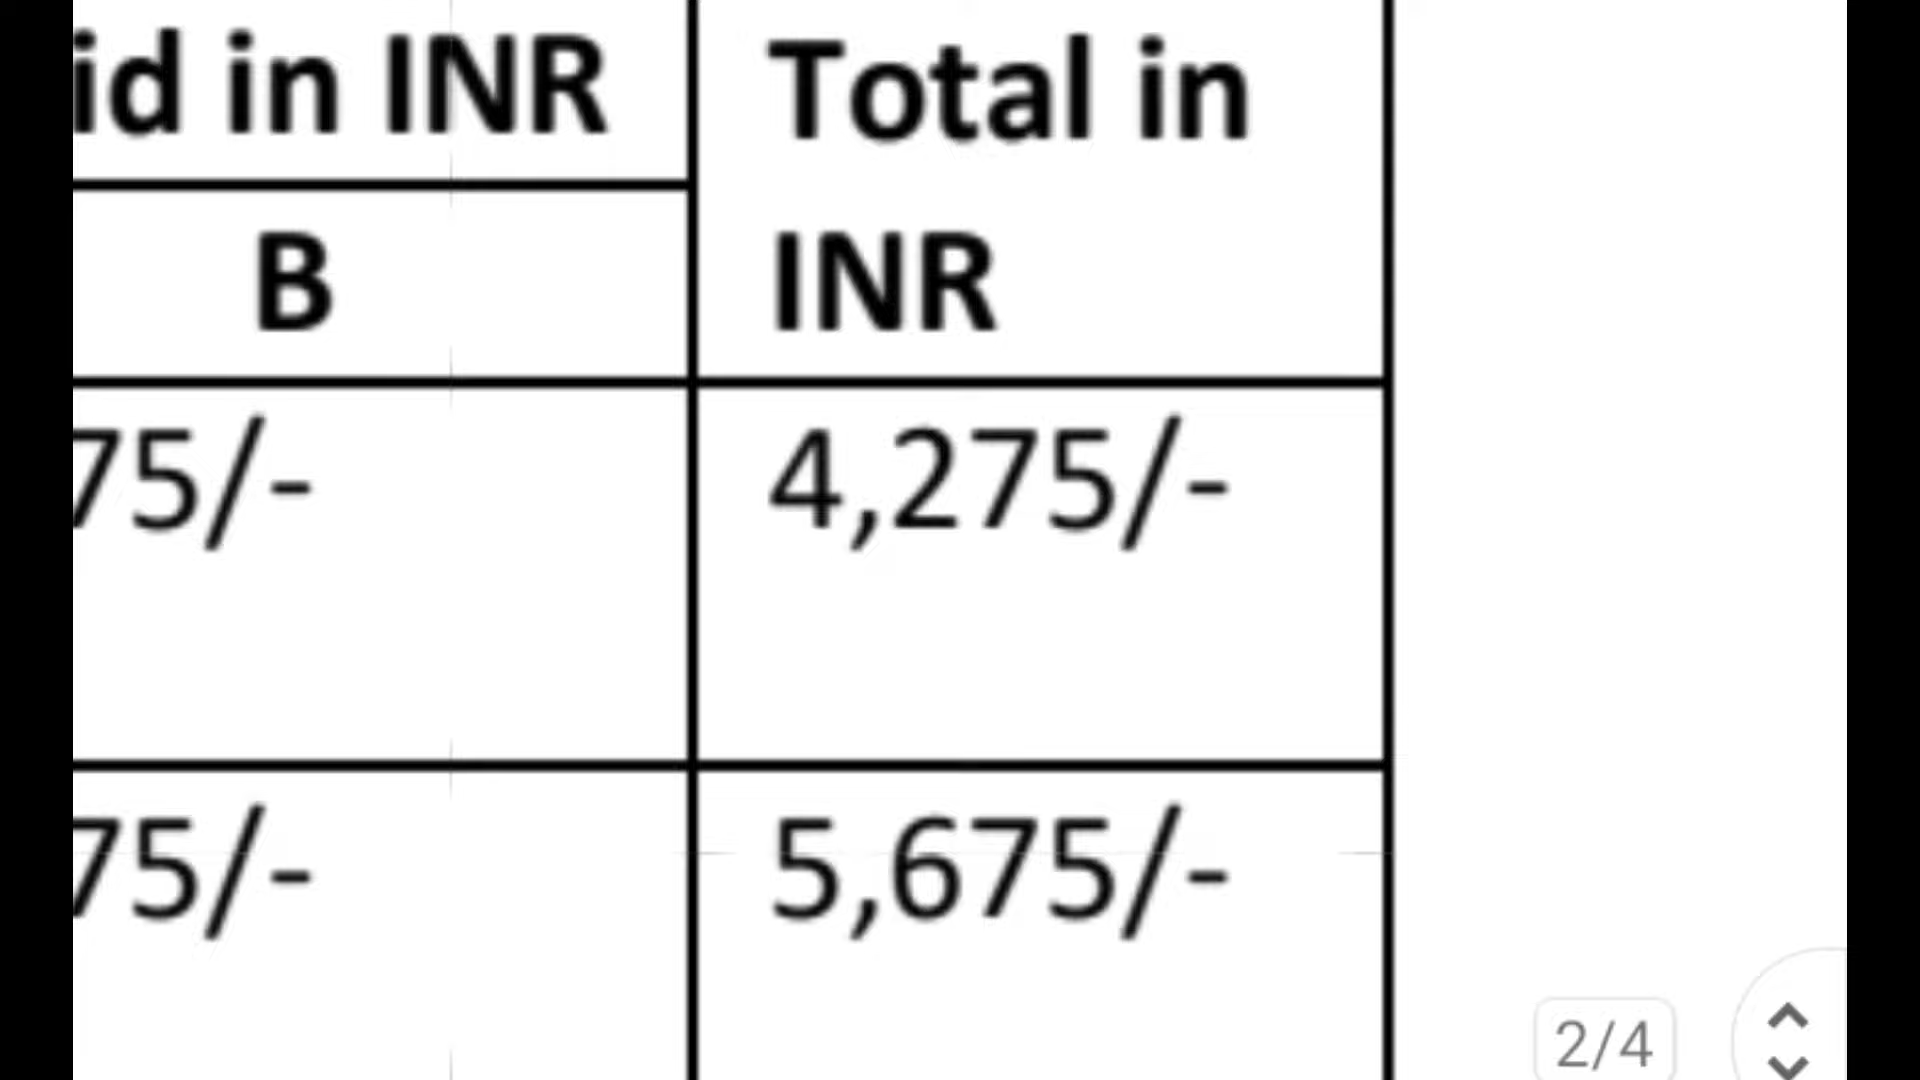 id in INR
Total in
INR
B
75/-
4,275/-
75/-
5,675/-
2/4